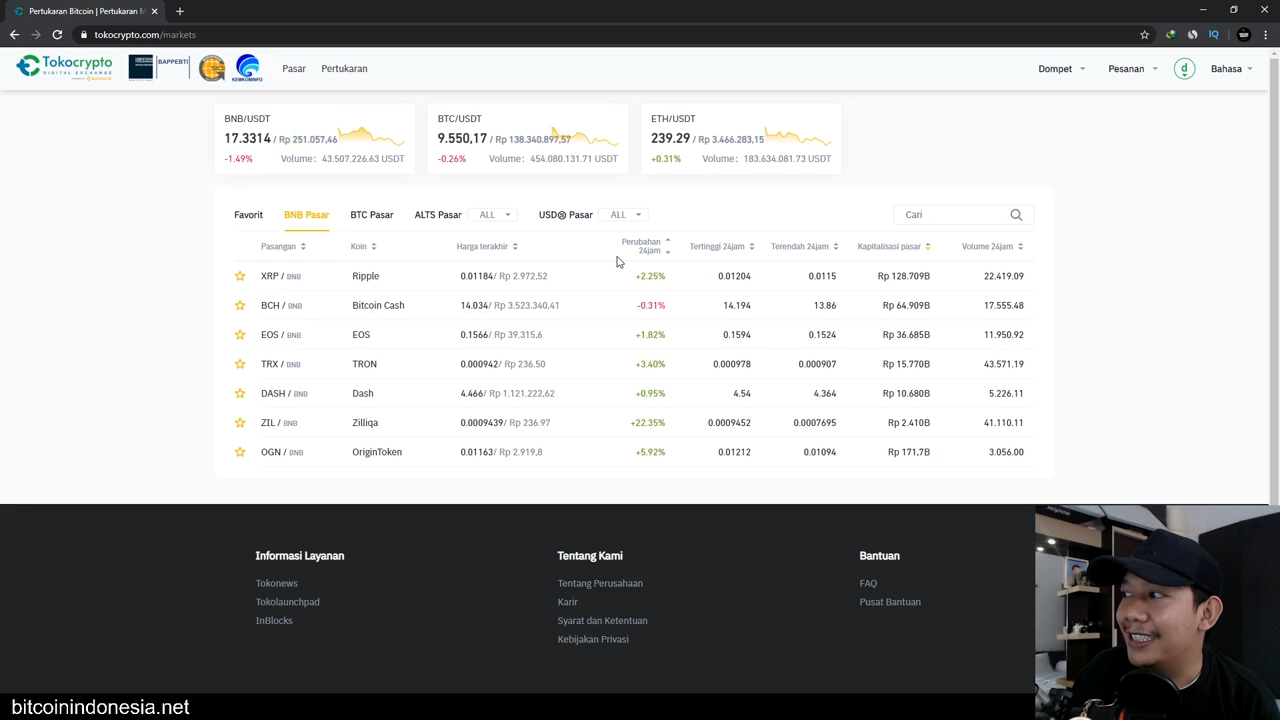 Pertukaran Bitcoin | Pertukaran M
tokocrypto.com/markets
Tokocrypto BAPPEBTI KEMKOMINFO Pasar Pertukaran Dompet Pesanan Bahasa
DIGITAL EXCHANGE
BNB/USDT BTC/USDT ETH/USDT
17.3314 / Rp 251.057,46 9.550,17 / Rp 138.340.897,57 239.29 / Rp 3.466.283,15
-1.49% Volume: 43.507.226.63 USDT -0.26% Volume: 454.080.131.71 USDT +0.31% Volume: 183.634.081.73 USDT
Favorit BNB Pasar BTC Pasar ALTS Pasar ALL USDⓈ Pasar ALL Cari
Pasangan Koin Harga terakhir Perubahan 24jam Tertinggi 24jam Terendah 24jam Kapitalisasi pasar Volume 24jam
XRP / BNB Ripple 0.01184/ Rp 2.972,52 +2.25% 0.01204 0.0115 Rp 128.709B 22.419.09
BCH / BNB Bitcoin Cash 14.034/ Rp 3.523.340,41 -0.31% 14.194 13.86 Rp 64.909B 17.555.48
EOS / BNB EOS 0.1566/ Rp 39.315,6 +1.82% 0.1594 0.1524 Rp 36.685B 11.950.92
TRX / BNB TRON 0.000942/ Rp 236.50 +3.40% 0.000978 0.000907 Rp 15.770B 43.571.19
DASH / BNB Dash 4.466/ Rp 1.121.222,62 +0.95% 4.54 4.364 Rp 10.680B 5.226.11
ZIL / BNB Zilliqa 0.0009439/ Rp 236.97 +22.35% 0.0009452 0.0007695 Rp 2.410B 41.110.11
OGN / BNB OriginToken 0.01163/ Rp 2.919,8 +5.92% 0.01212 0.01094 Rp 171,7B 3.056.00
Informasi Layanan Tentang Kami Bantuan
Tokonews Tentang Perusahaan FAQ
Tokolaunchpad Karir Pusat Bantuan
InBlocks Syarat dan Ketentuan
Kebijakan Privasi
bitcoinindonesia.net